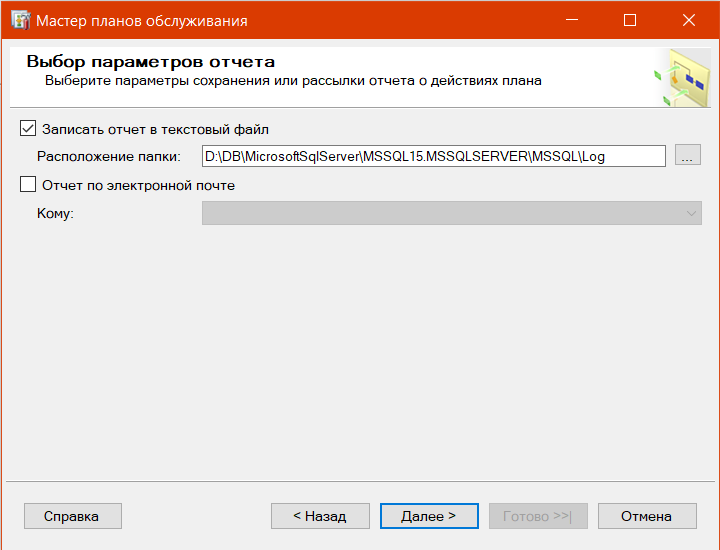 Мастер планов обслуживания
Выбор параметров отчета
Выберите параметры сохранения или рассылки отчета о действиях плана
Записать отчет в текстовый файл
Расположение папки: D:\DB\MicrosoftSqlServer\MSSQL15.MSSQLSERVER\MSSQL\Log ...
Отчет по электронной почте
Кому:
Справка < Назад Далее > Готово >>| Отмена